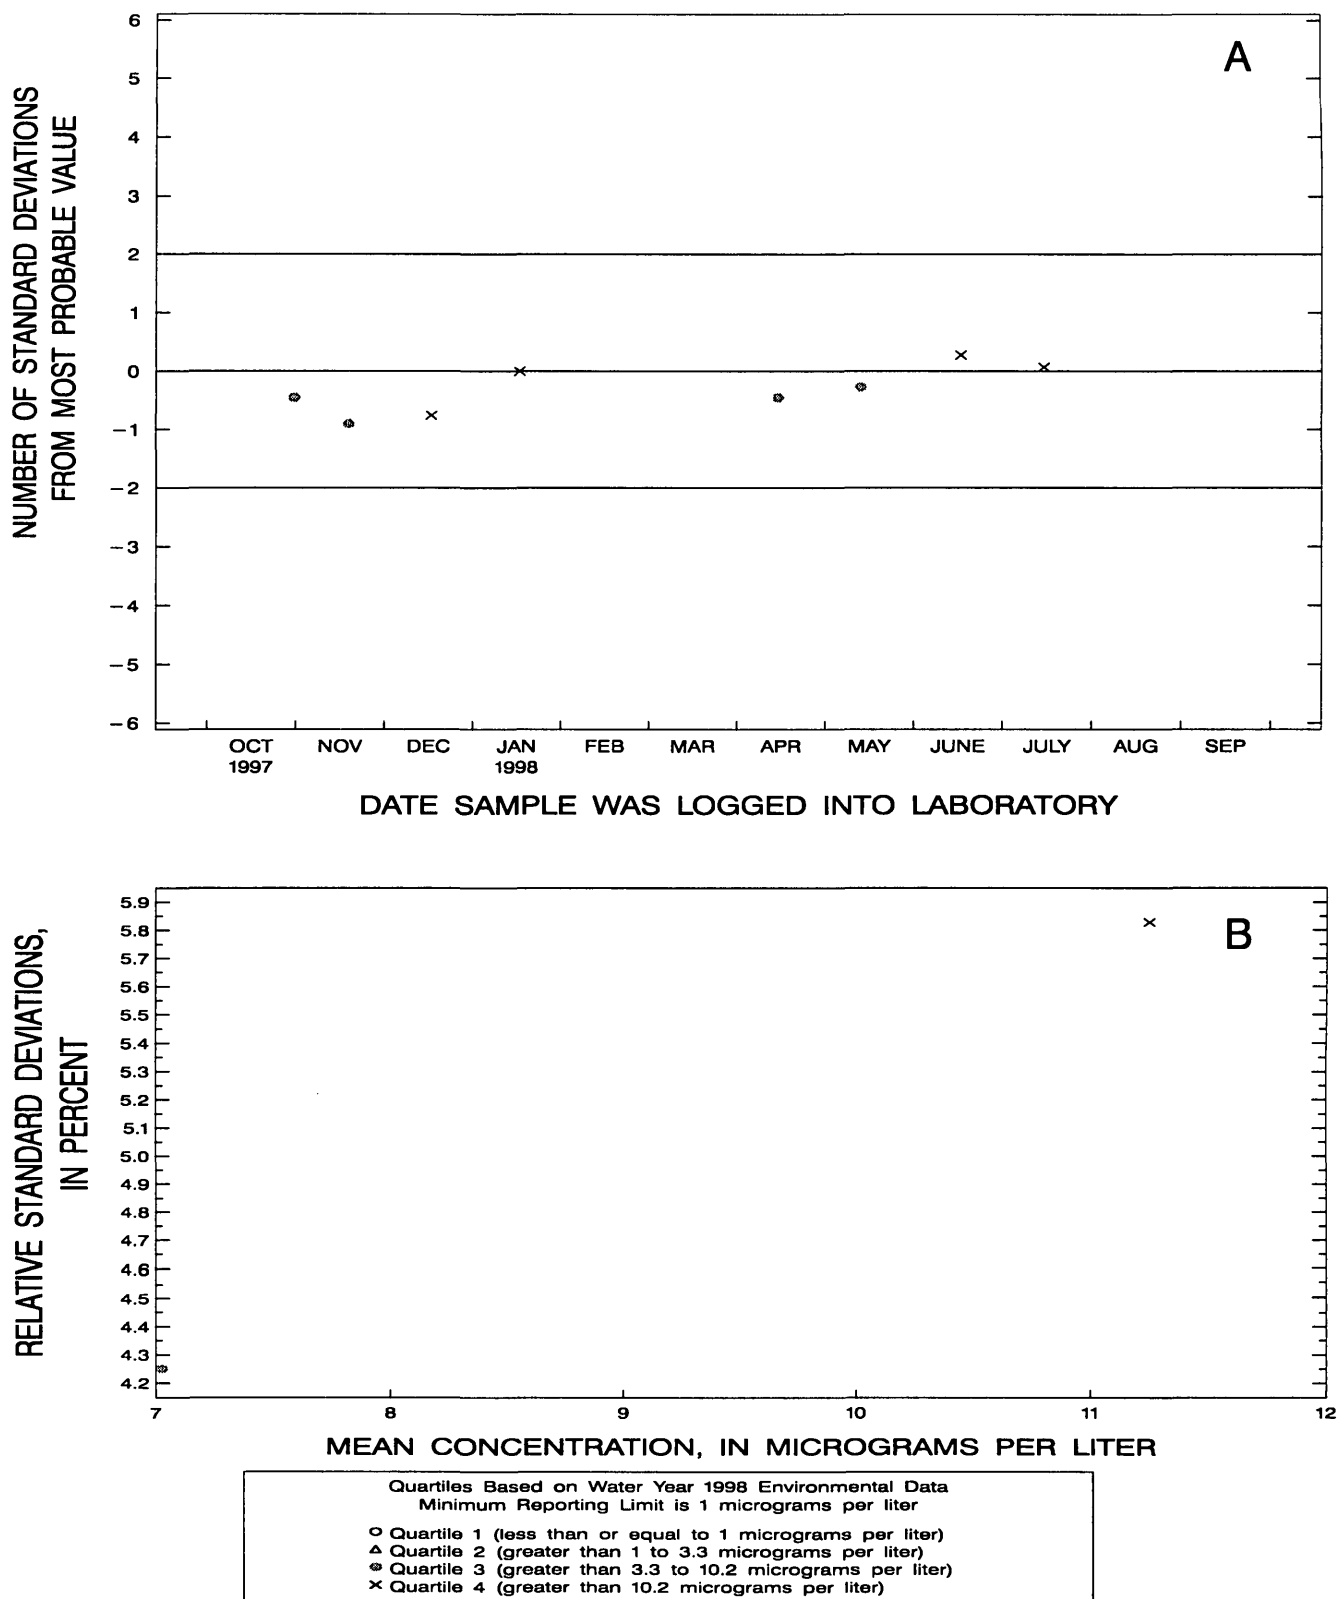 A
NUMBER OF STANDARD DEVIATIONS
FROM MOST PROBABLE VALUE
6
5
4
3
2
1
0
−1
−2
−3
−4
−5
−6
OCT NOV DEC JAN FEB MAR APR MAY JUNE JULY AUG SEP
1997 1998
DATE SAMPLE WAS LOGGED INTO LABORATORY
B
RELATIVE STANDARD DEVIATIONS,
IN PERCENT
5.9
5.8
5.7
5.6
5.5
5.4
5.3
5.2
5.1
5.0
4.9
4.8
4.7
4.6
4.5
4.4
4.3
4.2
7 8 9 10 11 12
MEAN CONCENTRATION, IN MICROGRAMS PER LITER
Quartiles Based on Water Year 1998 Environmental Data
Minimum Reporting Limit is 1 micrograms per liter
Quartile 1 (less than or equal to 1 micrograms per liter)
Quartile 2 (greater than 1 to 3.3 micrograms per liter)
Quartile 3 (greater than 3.3 to 10.2 micrograms per liter)
Quartile 4 (greater than 10.2 micrograms per liter)